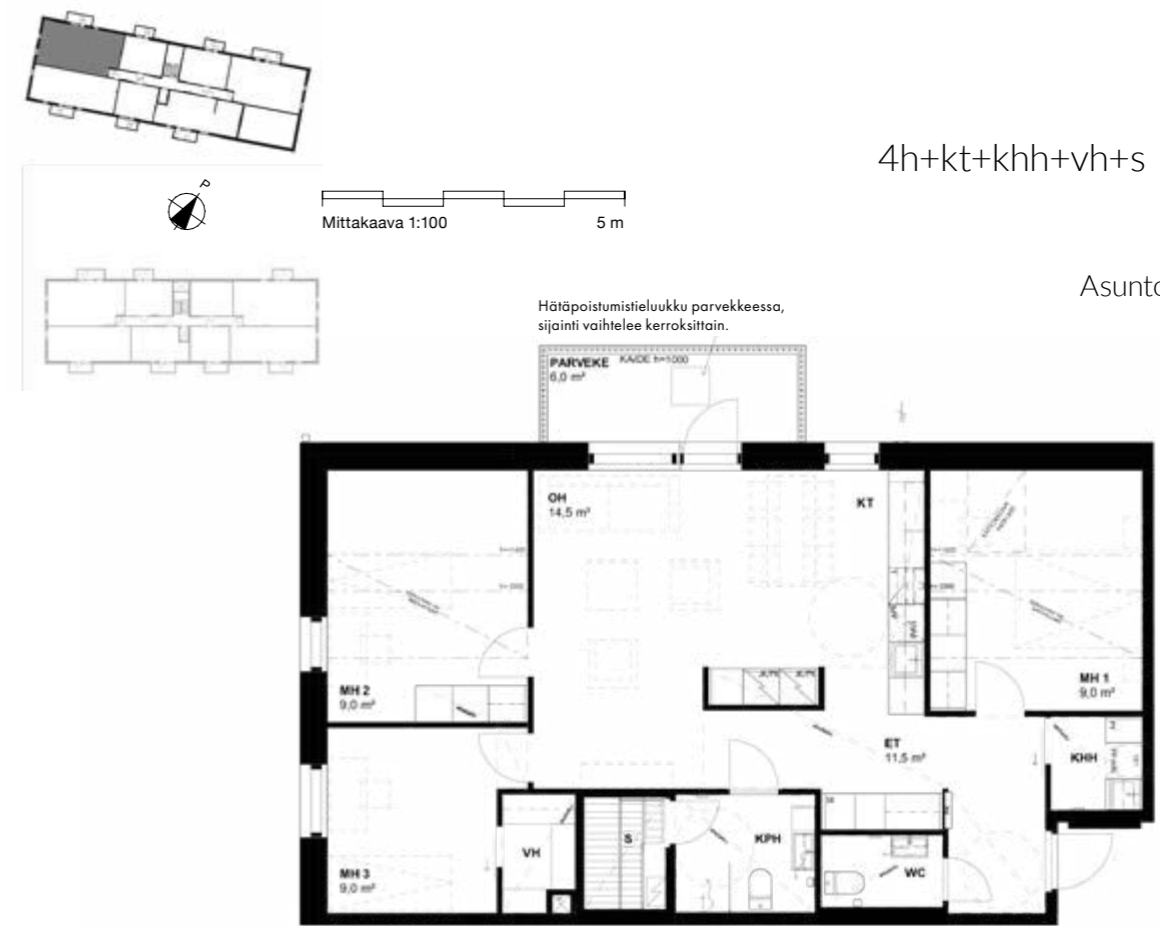 P
4h+kt+khh+vh+s
Mittakaava 1:100 5 m
Asunto
Hätäpoistumistieluukku parvekkeessa,
sijainti vaihtelee kerroksittain.
PARVEKE KAIDE h=1000
6,0 m²
OH
14,5 m²
KT
MH 2
9,0 m²
MH 1
9,0 m²
ET
11,5 m²
KHH
S
KPH
VH
WC
MH 3
9,0 m²